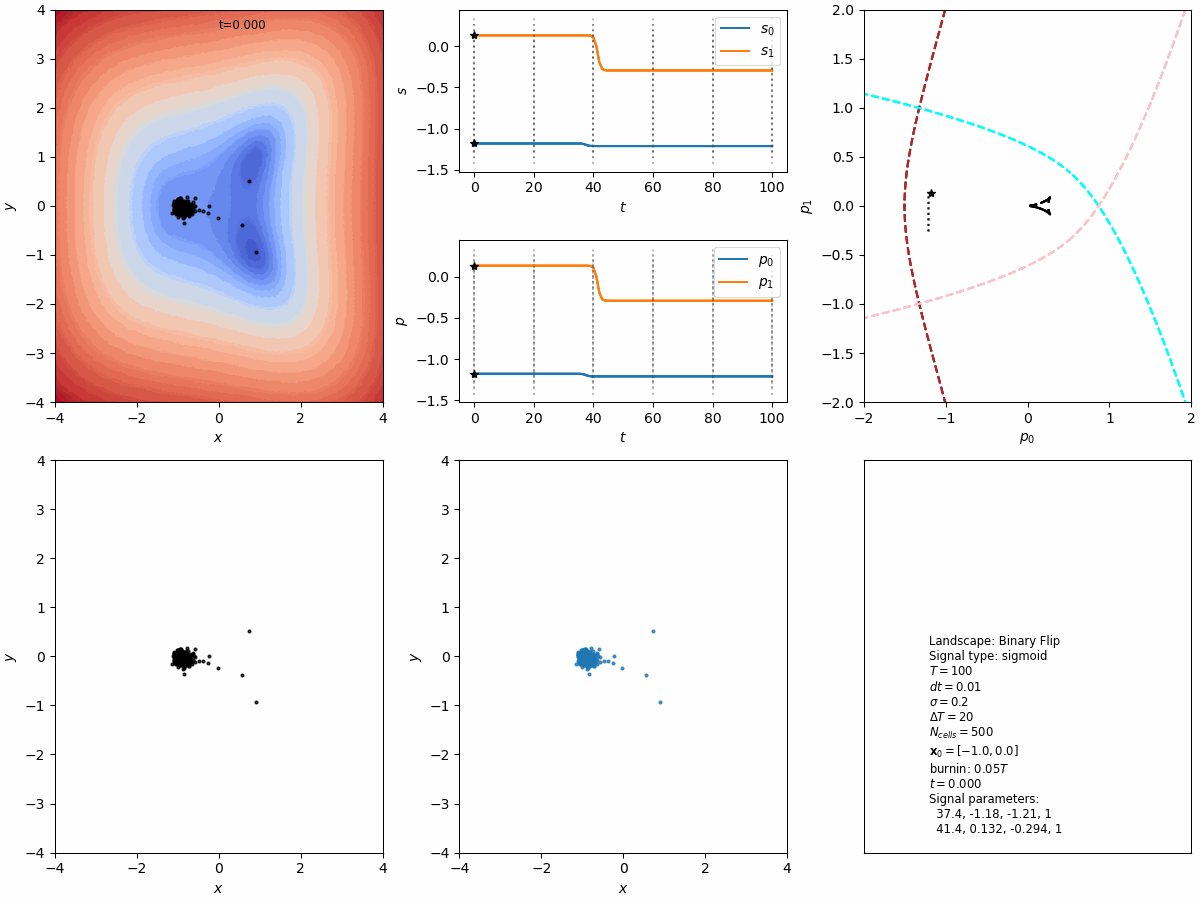 t=0.000
4
3
2
1
0
−1
−2
−3
−4
y
−4
−2
0
2
4
x
0.0
−0.5
−1.0
−1.5
s
s₀
s₁
0
20
40
60
80
100
t
0.0
−0.5
−1.0
−1.5
p
p₀
p₁
0
20
40
60
80
100
t
2.0
1.5
1.0
0.5
0.0
−0.5
−1.0
−1.5
−2.0
p₁
−2
−1
0
1
2
p₀
4
3
2
1
0
−1
−2
−3
−4
y
−4
−2
0
2
4
x
4
3
2
1
0
−1
−2
−3
−4
y
−4
−2
0
2
4
x
Landscape: Binary Flip
Signal type: sigmoid
T = 100
dt = 0.01
σ = 0.2
ΔT = 20
N_cells = 500
x₀ = [−1.0, 0.0]
burnin: 0.05T
t = 0.000
Signal parameters:
37.4, -1.18, -1.21, 1
41.4, 0.132, -0.294, 1